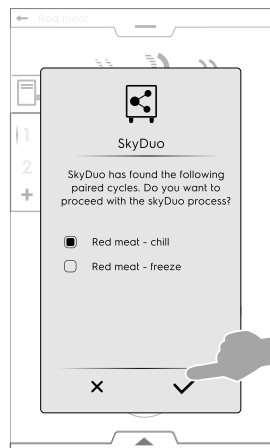 Red meat
1
2
+
SkyDuo
SkyDuo has found the following
paired cycles. Do you want to
proceed with the skyDuo process?
Red meat - chill
Red meat - freeze